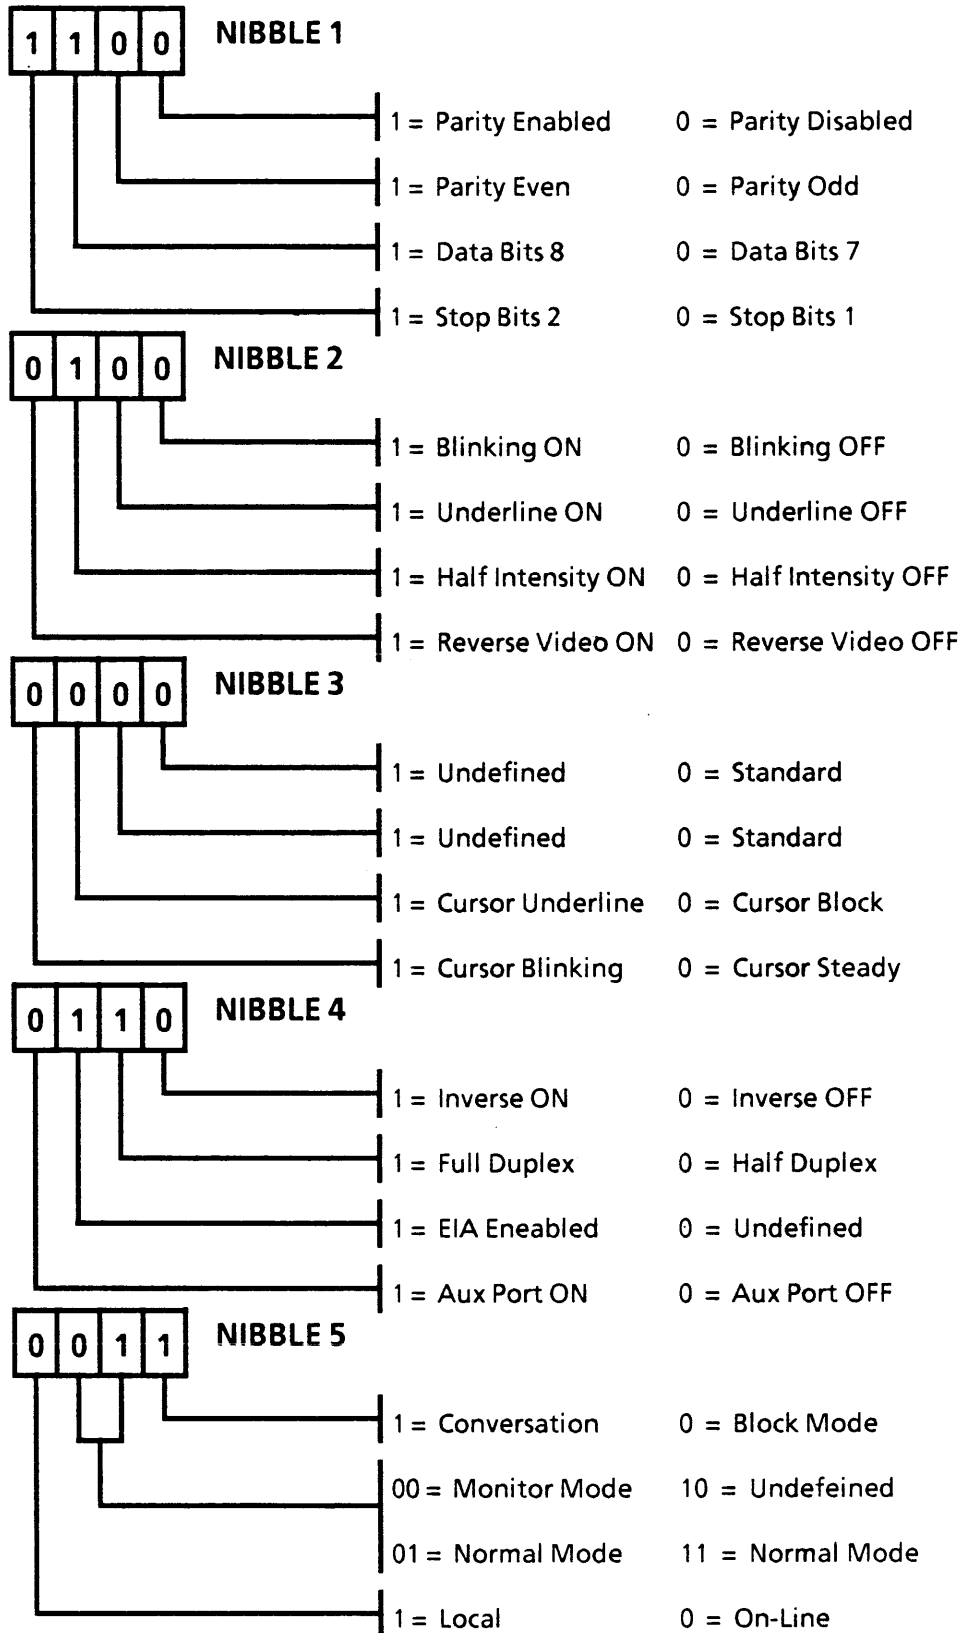 1 1 0 0 NIBBLE 1
1 = Parity Enabled 0 = Parity Disabled
1 = Parity Even 0 = Parity Odd
1 = Data Bits 8 0 = Data Bits 7
1 = Stop Bits 2 0 = Stop Bits 1
0 1 0 0 NIBBLE 2
1 = Blinking ON 0 = Blinking OFF
1 = Underline ON 0 = Underline OFF
1 = Half Intensity ON 0 = Half Intensity OFF
1 = Reverse Video ON 0 = Reverse Video OFF
0 0 0 0 NIBBLE 3
1 = Undefined 0 = Standard
1 = Undefined 0 = Standard
1 = Cursor Underline 0 = Cursor Block
1 = Cursor Blinking 0 = Cursor Steady
0 1 1 0 NIBBLE 4
1 = Inverse ON 0 = Inverse OFF
1 = Full Duplex 0 = Half Duplex
1 = EIA Eneabled 0 = Undefined
1 = Aux Port ON 0 = Aux Port OFF
0 0 1 1 NIBBLE 5
1 = Conversation 0 = Block Mode
00 = Monitor Mode 10 = Undefeined
01 = Normal Mode 11 = Normal Mode
1 = Local 0 = On-Line